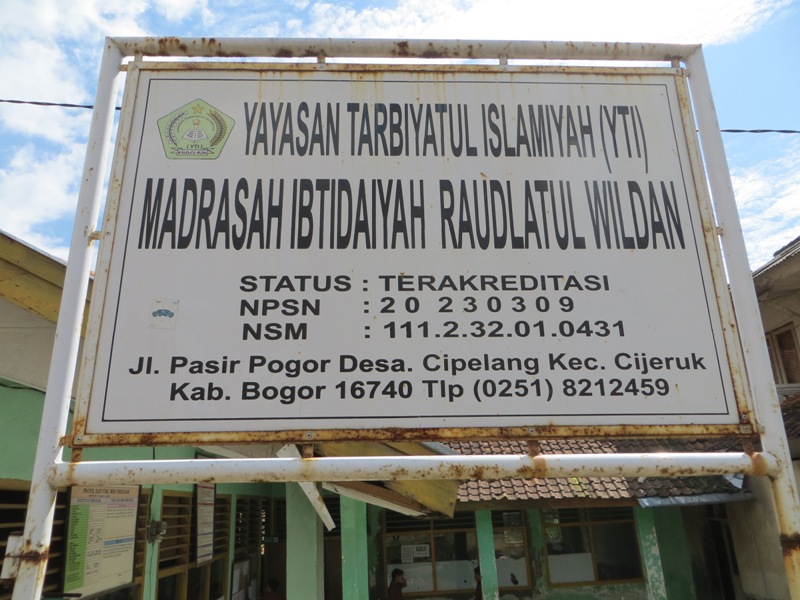 YAYASAN TARBIYATUL ISLAMIYAH (YTI)
MADRASAH IBTIDAIYAH RAUDLATUL WILDAN
STATUS : TERAKREDITASI
NPSN : 20 230309
NSM : 111.2.32.01.0431
Jl. Pasir Pogor Desa. Cipelang Kec. Cijeruk
Kab. Bogor 16740 Tlp (0251) 8212459